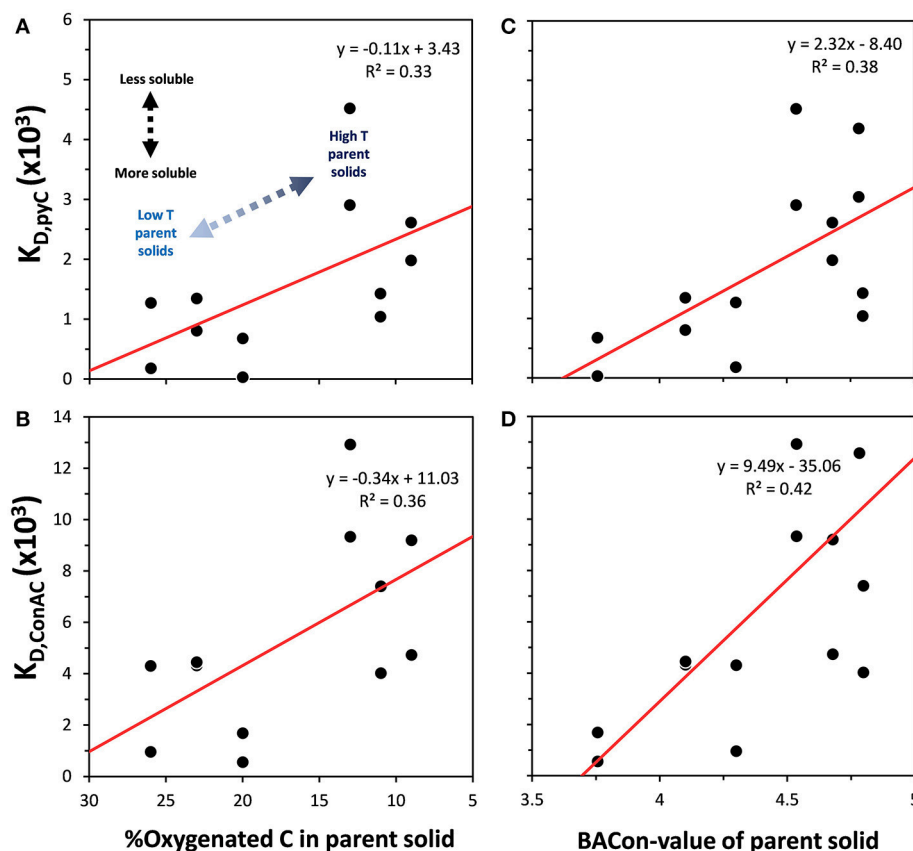 A
6
5
4
3
2
1
0
K_D,pyC (x10³)
Less soluble
More soluble
Low T
parent
solids
High T
parent
solids
y = -0.11x + 3.43
R² = 0.33
C
y = 2.32x - 8.40
R² = 0.38
B
14
12
10
8
6
4
2
0
K_D,ConAC (x10³)
y = -0.34x + 11.03
R² = 0.36
30 25 20 15 10 5
%Oxygenated C in parent solid
D
y = 9.49x - 35.06
R² = 0.42
3.5 4 4.5 5
BACon-value of parent solid